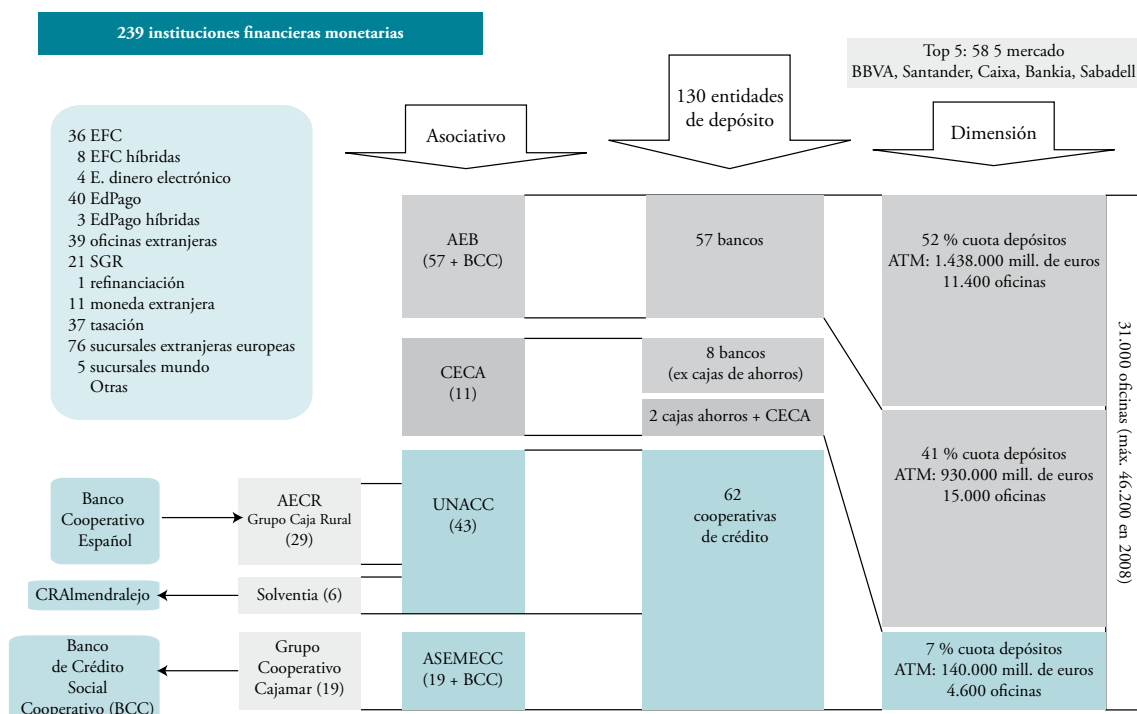 239 instituciones financieras monetarias
Top 5: 58 5 mercado
BBVA, Santander, Caixa, Bankia, Sabadell
Asociativo
130 entidades
de depósito
Dimensión
36 EFC
8 EFC híbridas
4 E. dinero electrónico
40 EdPago
3 EdPago híbridas
39 oficinas extranjeras
21 SGR
1 refinanciación
11 moneda extranjera
37 tasación
76 sucursales extranjeras europeas
5 sucursales mundo
Otras
AEB
(57 + BCC)
57 bancos
52 % cuota depósitos
ATM: 1.438.000 mill. de euros
11.400 oficinas
CECA
(11)
8 bancos
(ex cajas de ahorros)
2 cajas ahorros + CECA
41 % cuota depósitos
ATM: 930.000 mill. de euros
15.000 oficinas
31.000 oficinas (máx. 46.200 en 2008)
Banco
Cooperativo
Español
AECR
Grupo Caja Rural
(29)
UNACC
(43)
62
cooperativas
de crédito
CRAlmendralejo
Solventia (6)
Banco
de Crédito
Social
Cooperativo (BCC)
Grupo
Cooperativo
Cajamar (19)
ASEMECC
(19 + BCC)
7 % cuota depósitos
ATM: 140.000 mill. de euros
4.600 oficinas